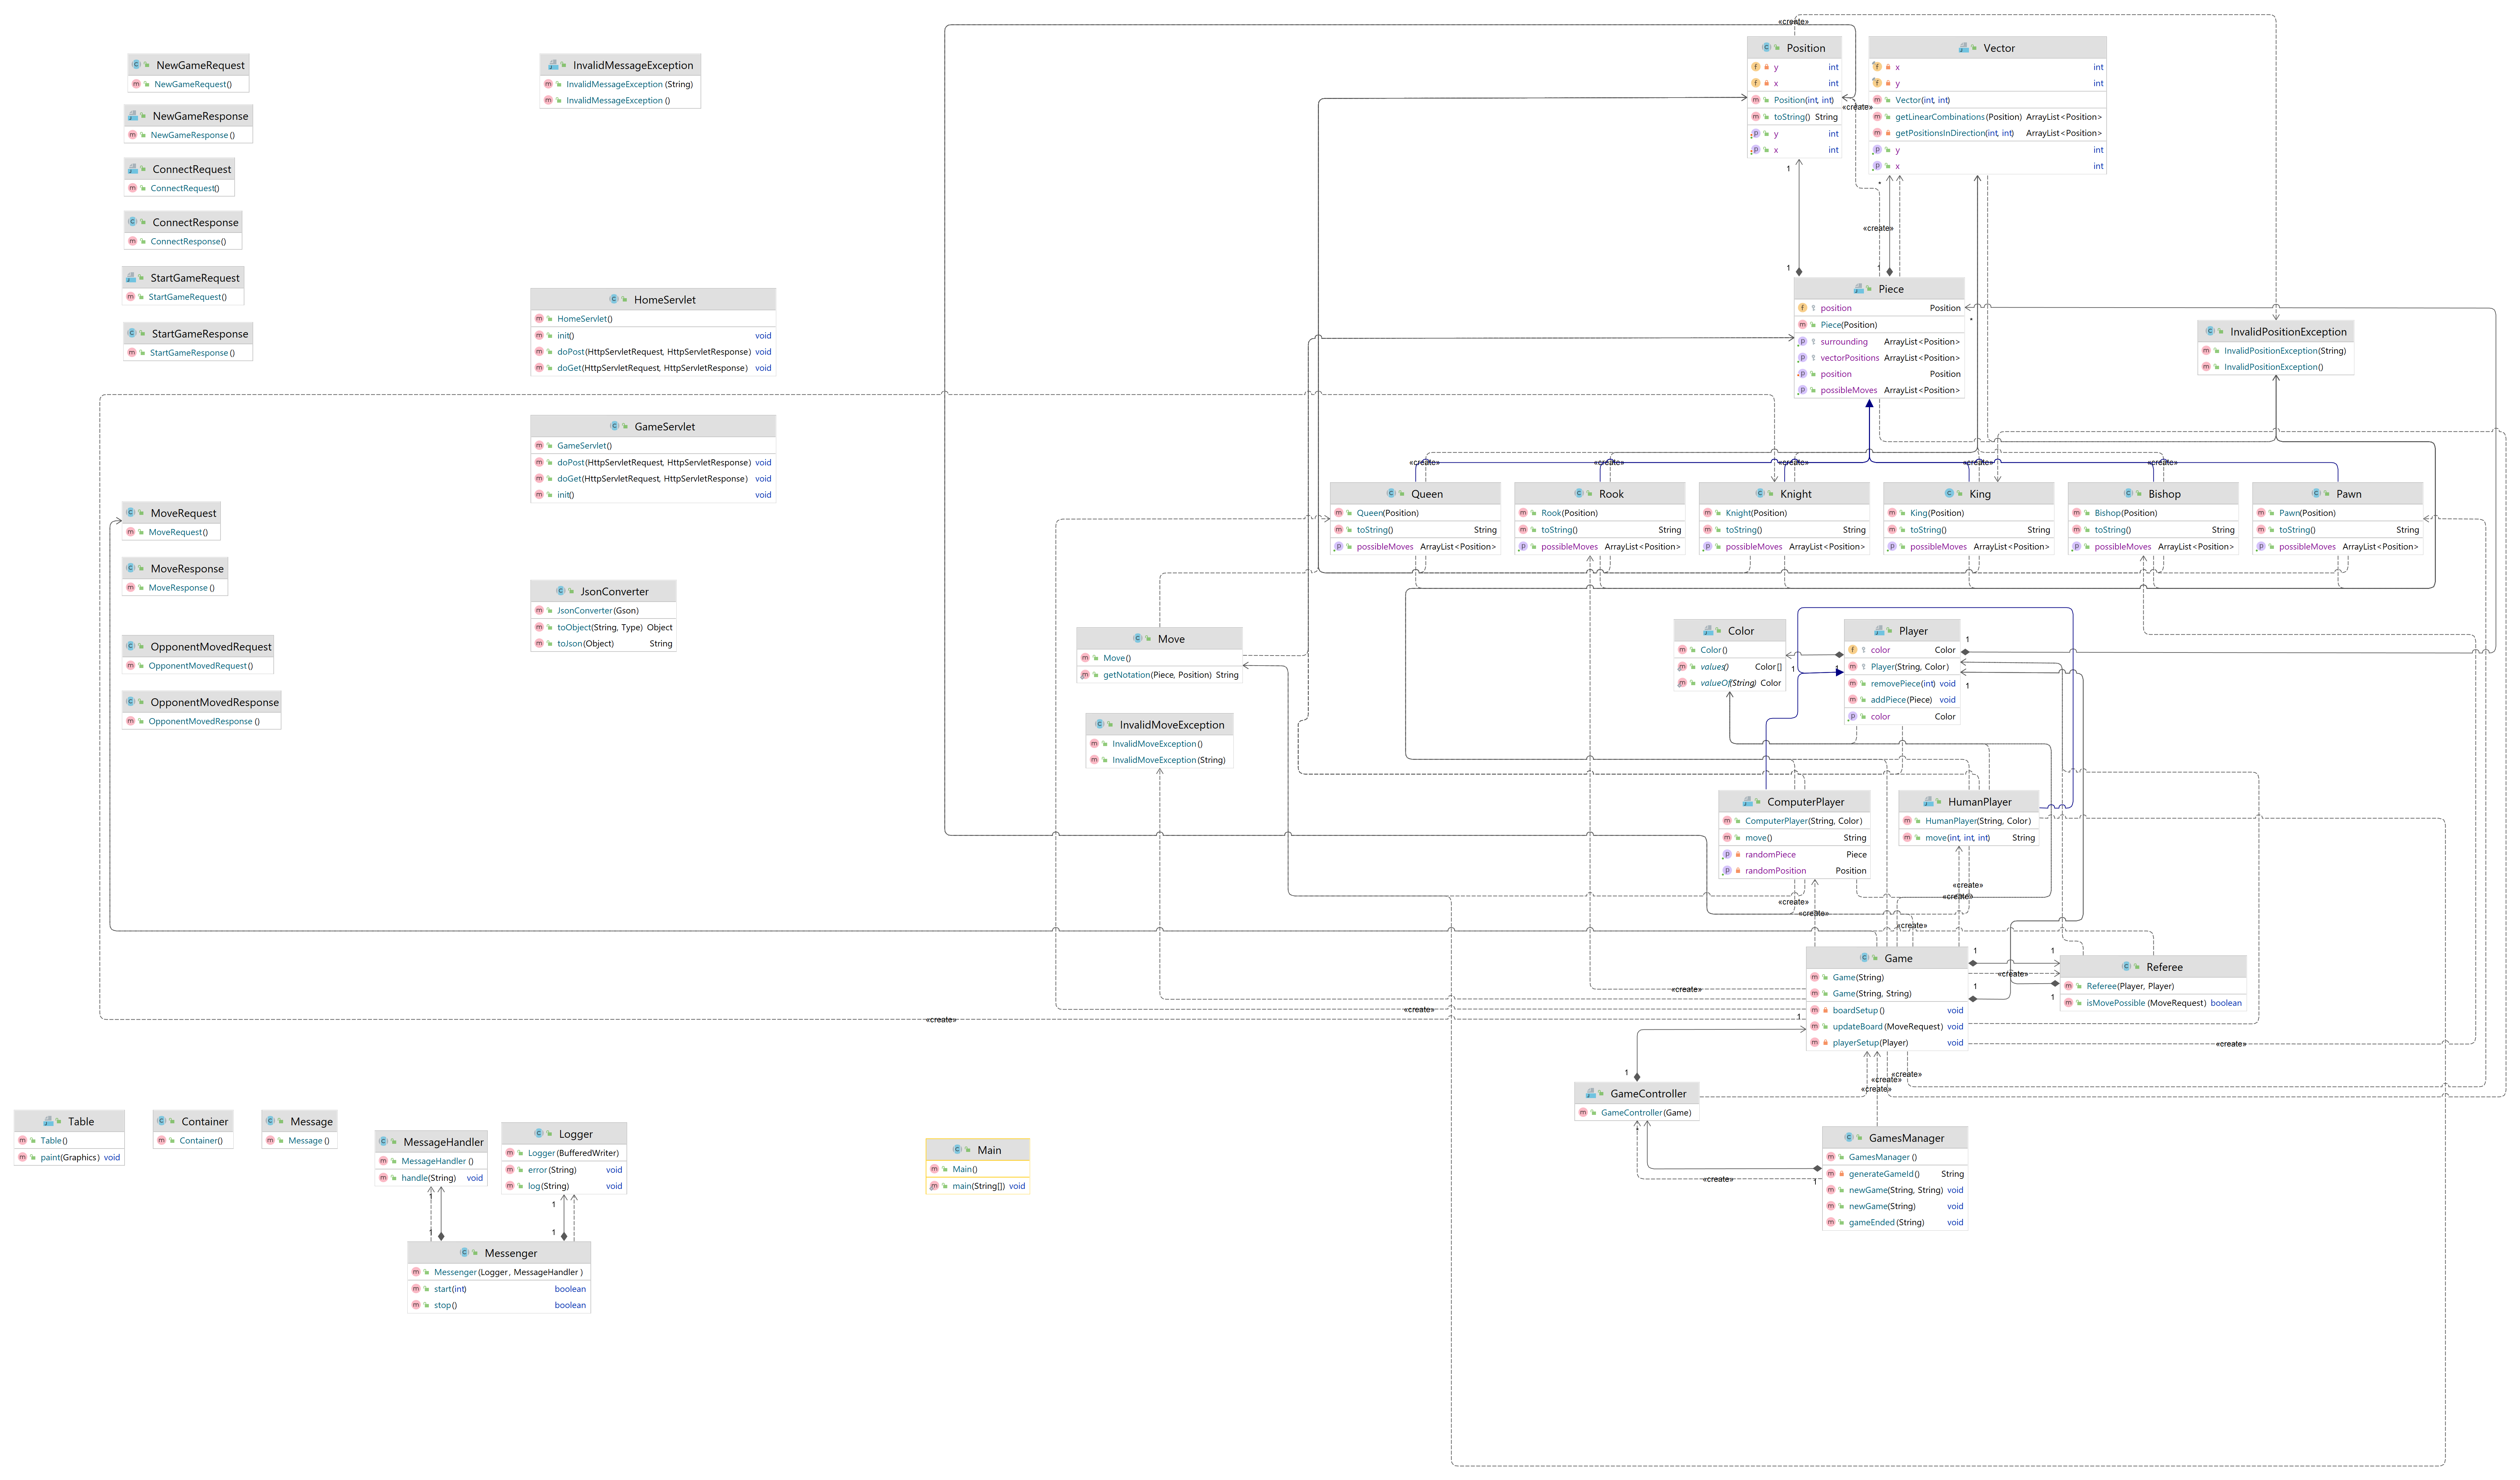 NewGameRequest
NewGameRequest()
NewGameResponse
NewGameResponse()
ConnectRequest
ConnectRequest()
ConnectResponse
ConnectResponse()
StartGameRequest
StartGameRequest()
StartGameResponse
StartGameResponse()
MoveRequest
MoveRequest()
MoveResponse
MoveResponse()
OpponentMovedRequest
OpponentMovedRequest()
OpponentMovedResponse
OpponentMovedResponse()
InvalidMessageException
InvalidMessageException(String)
InvalidMessageException()
HomeServlet
HomeServlet()
init() void
doPost(HttpServletRequest, HttpServletResponse) void
doGet(HttpServletRequest, HttpServletResponse) void
GameServlet
GameServlet()
doPost(HttpServletRequest, HttpServletResponse) void
doGet(HttpServletRequest, HttpServletResponse) void
init() void
JsonConverter
JsonConverter(Gson)
toObject(String, Type) Object
toJson(Object) String
«create»
Position
y int
x int
Position(int, int)
toString() String
y int
x int
«create»
Vector
x int
y int
Vector(int, int)
getLinearCombinations(Position) ArrayList<Position>
getPositionsInDirection(int, int) ArrayList<Position>
y int
x int
1
*
«create»
1
1
Piece
position Position
Piece(Position)
surrounding ArrayList<Position>
vectorPositions ArrayList<Position>
position Position
possibleMoves ArrayList<Position>
*
InvalidPositionException
InvalidPositionException(String)
InvalidPositionException()
«create»
«create»
«create»
«create»
«create»
Queen
Queen(Position)
toString() String
possibleMoves ArrayList<Position>
Rook
Rook(Position)
toString() String
possibleMoves ArrayList<Position>
Knight
Knight(Position)
toString() String
possibleMoves ArrayList<Position>
King
King(Position)
toString() String
possibleMoves ArrayList<Position>
Bishop
Bishop(Position)
toString() String
possibleMoves ArrayList<Position>
Pawn
Pawn(Position)
toString() String
possibleMoves ArrayList<Position>
Move
Move()
getNotation(Piece, Position) String
InvalidMoveException
InvalidMoveException()
InvalidMoveException(String)
Color
Color()
values() Color[]
valueOf(String) Color
1
1
Player
color Color
Player(String, Color)
removePiece(int) void
addPiece(Piece) void
color Color
1
1
ComputerPlayer
ComputerPlayer(String, Color)
move() String
randomPiece Piece
randomPosition Position
HumanPlayer
HumanPlayer(String, Color)
move(int, int, int) String
«create»
«create»
«create»
«create»
«create»
Game
Game(String)
Game(String, String)
boardSetup() void
updateBoard(MoveRequest) void
playerSetup(Player) void
1
1
«create»
1
1
Referee
Referee(Player, Player)
isMovePossible(MoveRequest) boolean
«create»
«create»
«create»
1
«create»
«create»
«create»
«create»
1
GameController
GameController(Game)
*
«create»
1
GamesManager
GamesManager()
generateGameId() String
newGame(String, String) void
newGame(String) void
gameEnded(String) void
Table
Table()
paint(Graphics) void
Container
Container()
Message
Message()
MessageHandler
MessageHandler()
handle(String) void
Logger
Logger(BufferedWriter)
error(String) void
log(String) void
1
1
1
1
Messenger
Messenger(Logger, MessageHandler)
start(int) boolean
stop() boolean
Main
Main()
main(String[]) void